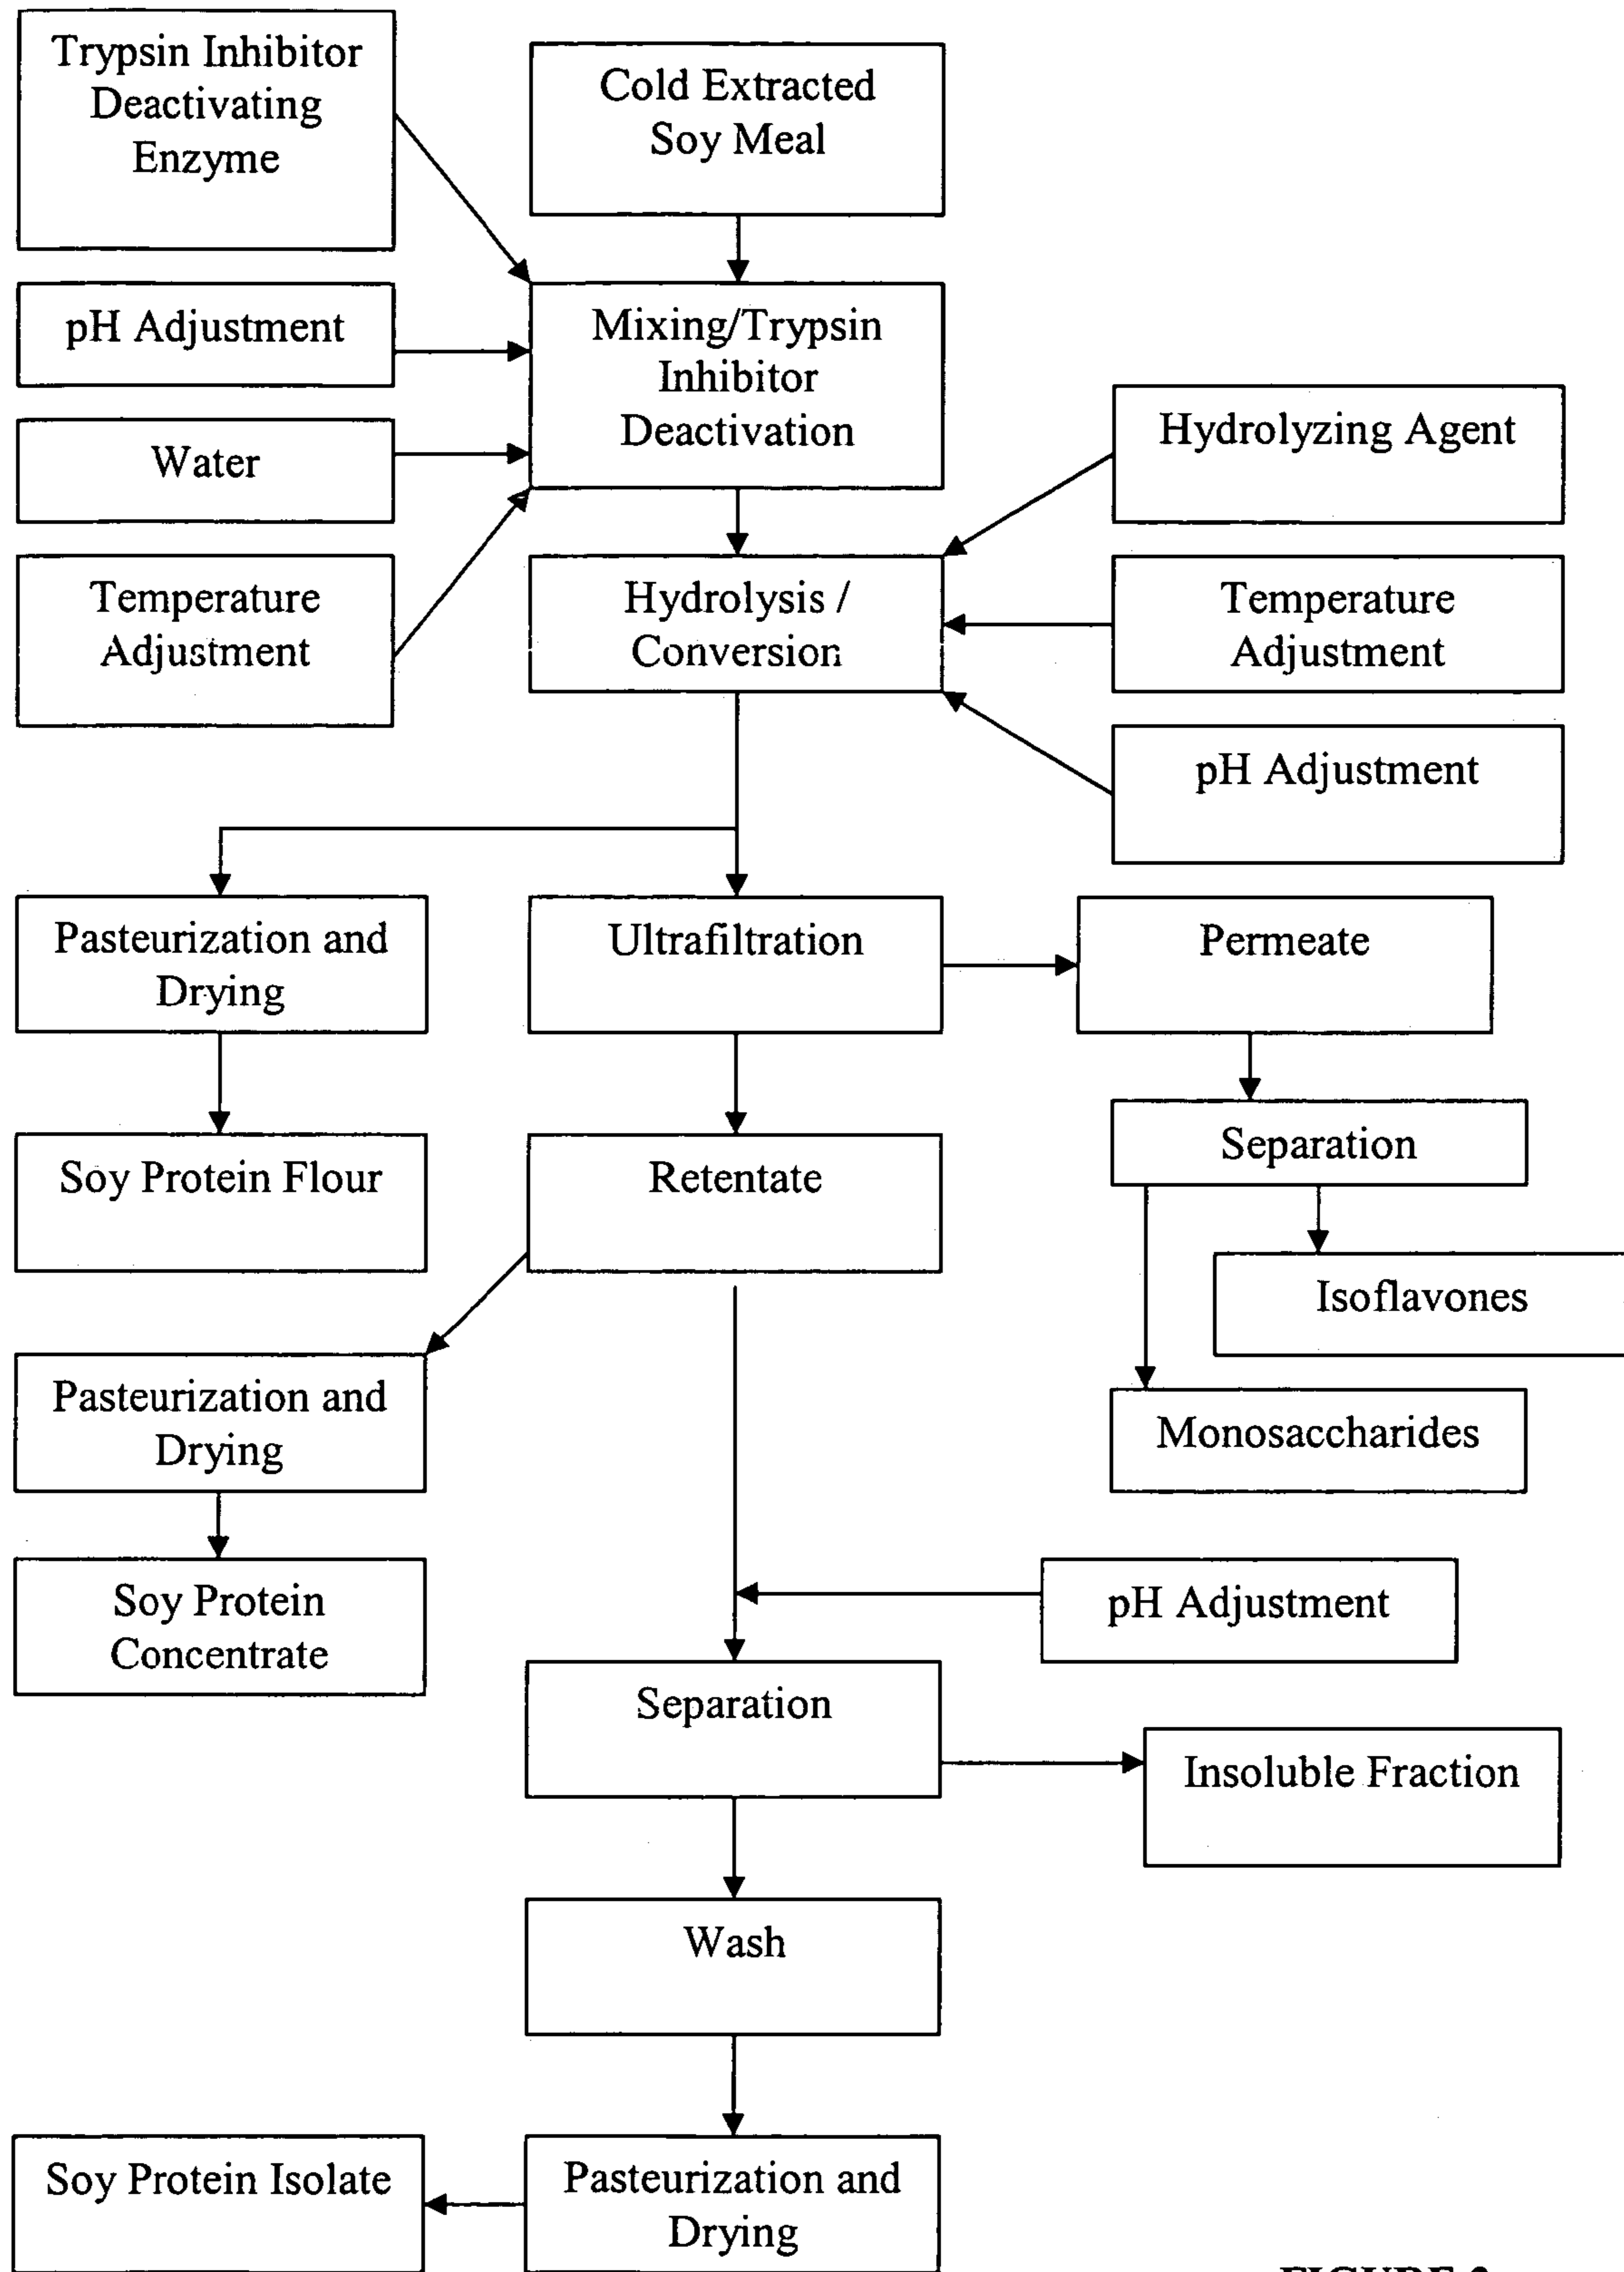 Trypsin Inhibitor
Deactivating
Enzyme
Cold Extracted
Soy Meal
pH Adjustment
Mixing/Trypsin
Inhibitor
Deactivation
Water
Hydrolyzing Agent
Temperature
Adjustment
Hydrolysis /
Conversion
Temperature
Adjustment
pH Adjustment
Pasteurization and
Drying
Ultrafiltration
Permeate
Soy Protein Flour
Retentate
Separation
Isoflavones
Pasteurization and
Drying
Monosaccharides
Soy Protein
Concentrate
pH Adjustment
Separation
Insoluble Fraction
Wash
Soy Protein Isolate
Pasteurization and
Drying